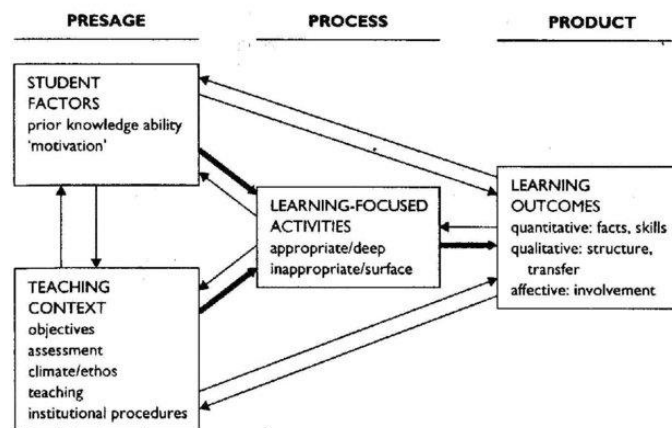 PRESAGE
PROCESS
PRODUCT
STUDENT
FACTORS
prior knowledge ability
'motivation'
TEACHING
CONTEXT
objectives
assessment
climate/ethos
teaching
institutional procedures
LEARNING-FOCUSED
ACTIVITIES
appropriate/deep
inappropriate/surface
LEARNING
OUTCOMES
quantitative: facts, skills
qualitative: structure,
transfer
affective: involvement